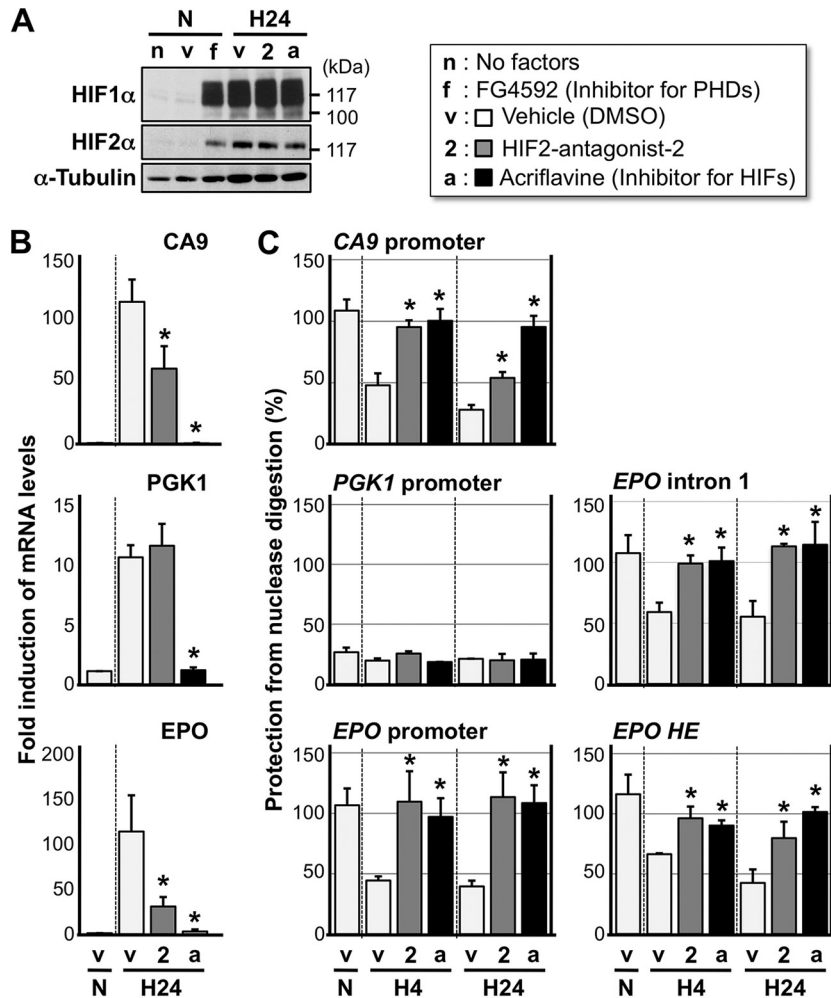 A
N H24
n v f v 2 a
(kDa)
HIF1α
117
100
HIF2α
117
α-Tubulin
n : No factors
f : FG4592 (Inhibitor for PHDs)
v : Vehicle (DMSO)
2 : HIF2-antagonist-2
a : Acriflavine (Inhibitor for HIFs)
B
Fold induction of mRNA levels
CA9
150
100
50
0
*
*
PGK1
15
10
5
0
*
EPO
200
150
100
50
0
*
*
v v 2 a
N H24
C
Protection from nuclease digestion (%)
CA9 promoter
150
100
50
0
* * * *
PGK1 promoter
150
100
50
0
EPO intron 1
150
100
50
0
* * * *
EPO promoter
150
100
50
0
* * * *
v v 2 a v 2 a
N H4 H24
EPO HE
150
100
50
0
* * * *
v v 2 a v 2 a
N H4 H24